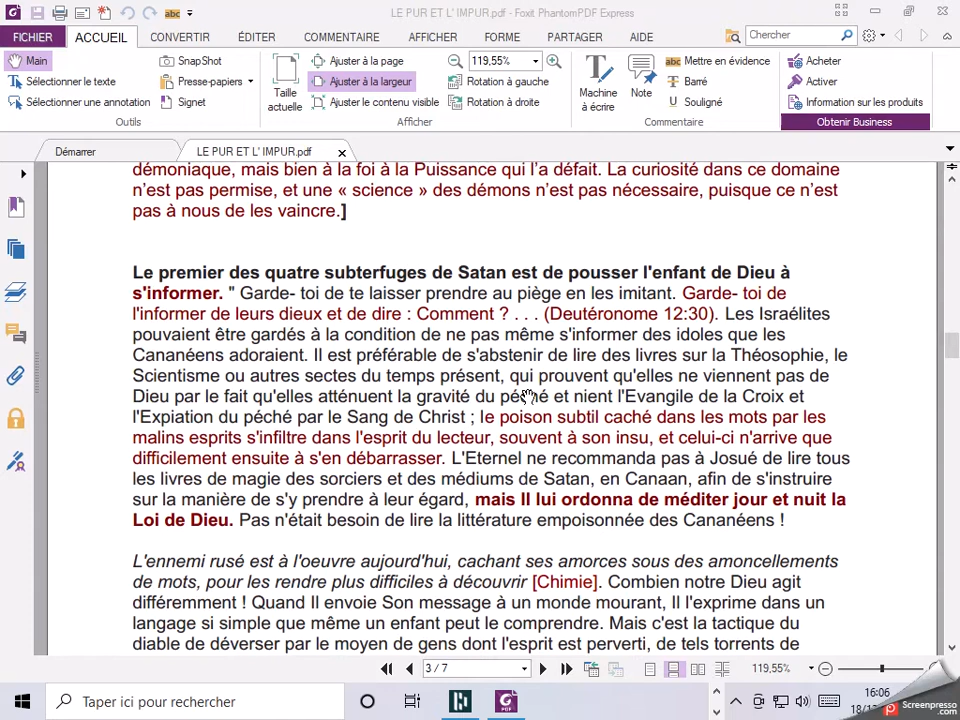 LE PUR ET L' IMPUR.pdf - Foxit PhantomPDF Express
FICHIER ACCUEIL CONVERTIR ÉDITER COMMENTAIRE AFFICHER FORME PARTAGER AIDE Chercher
Main SnapShot Ajuster à la page 119,55% Mettre en évidence Acheter
Sélectionner le texte Presse-papiers Ajuster à la largeur Rotation à gauche Barré Activer
Sélectionner une annotation Signet Taille actuelle Ajuster le contenu visible Rotation à droite Machine à écrire Note Souligné Information sur les produits
Outils Afficher Commentaire Obtenir Business
Démarrer LE PUR ET L' IMPUR.pdf
démoniaque, mais bien à la foi à la Puissance qui l'a défait. La curiosité dans ce domaine
n'est pas permise, et une « science » des démons n'est pas nécessaire, puisque ce n'est
pas à nous de les vaincre.]
Le premier des quatre subterfuges de Satan est de pousser l'enfant de Dieu à
s'informer. " Garde- toi de te laisser prendre au piège en les imitant. Garde- toi de
l'informer de leurs dieux et de dire : Comment ? . . . (Deutéronome 12:30). Les Israélites
pouvaient être gardés à la condition de ne pas même s'informer des idoles que les
Cananéens adoraient. Il est préférable de s'abstenir de lire des livres sur la Théosophie, le
Scientisme ou autres sectes du temps présent, qui prouvent qu'elles ne viennent pas de
Dieu par le fait qu'elles atténuent la gravité du péché et nient l'Evangile de la Croix et
l'Expiation du péché par le Sang de Christ ; le poison subtil caché dans les mots par les
malins esprits s'infiltre dans l'esprit du lecteur, souvent à son insu, et celui-ci n'arrive que
difficilement ensuite à s'en débarrasser. L'Eternel ne recommanda pas à Josué de lire tous
les livres de magie des sorciers et des médiums de Satan, en Canaan, afin de s'instruire
sur la manière de s'y prendre à leur égard, mais Il lui ordonna de méditer jour et nuit la
Loi de Dieu. Pas n'était besoin de lire la littérature empoisonnée des Cananéens !
L'ennemi rusé est à l'oeuvre aujourd'hui, cachant ses amorces sous des amoncellements
de mots, pour les rendre plus difficiles à découvrir [Chimie]. Combien notre Dieu agit
différemment ! Quand Il envoie Son message à un monde mourant, Il l'exprime dans un
langage si simple que même un enfant peut le comprendre. Mais c'est la tactique du
diable de déverser par le moyen de gens dont l'esprit est perverti, de tels torrents de
3 / 7 119,55%
Taper ici pour rechercher 16:06
18/1
Screenpresso
.com